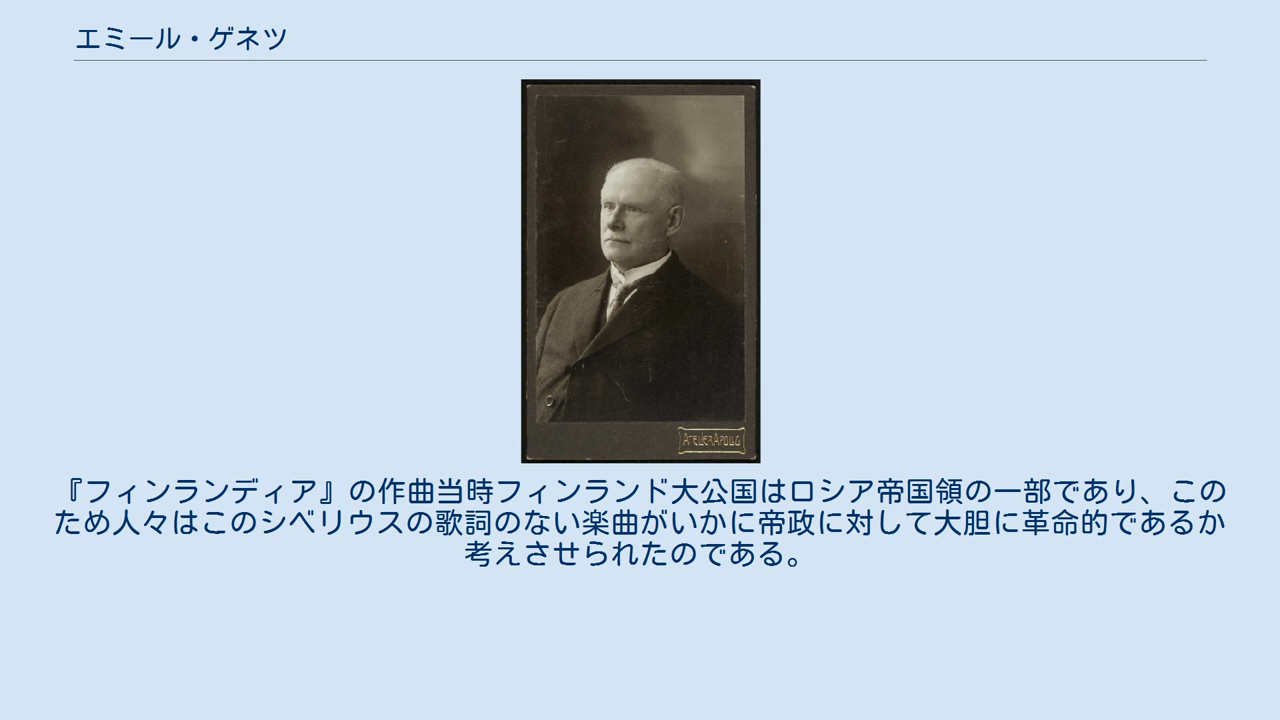 エミール・ゲネツ
ATELIER APOLLO
『フィンランディア』の作曲当時フィンランド大公国はロシア帝国領の一部であり、この
ため人々はこのシベリウスの歌詞のない楽曲がいかに帝政に対して大胆に革命的であるか
考えさせられたのである。